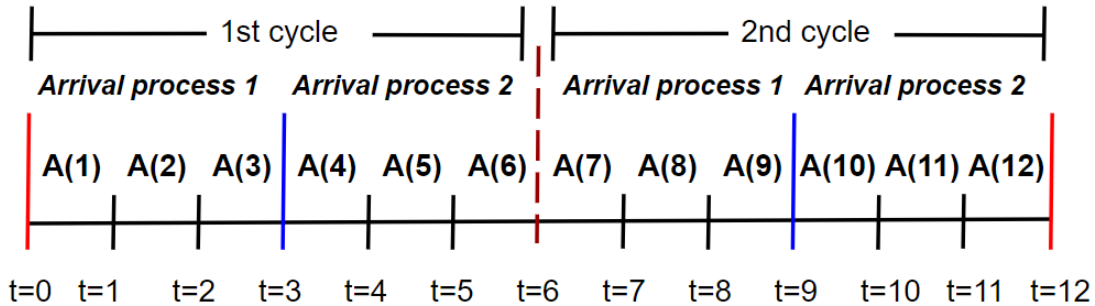 1st cycle 2nd cycle
Arrival process 1 Arrival process 2 Arrival process 1 Arrival process 2
A(1) A(2) A(3) A(4) A(5) A(6) A(7) A(8) A(9) A(10) A(11) A(12)
t=0 t=1 t=2 t=3 t=4 t=5 t=6 t=7 t=8 t=9 t=10 t=11 t=12